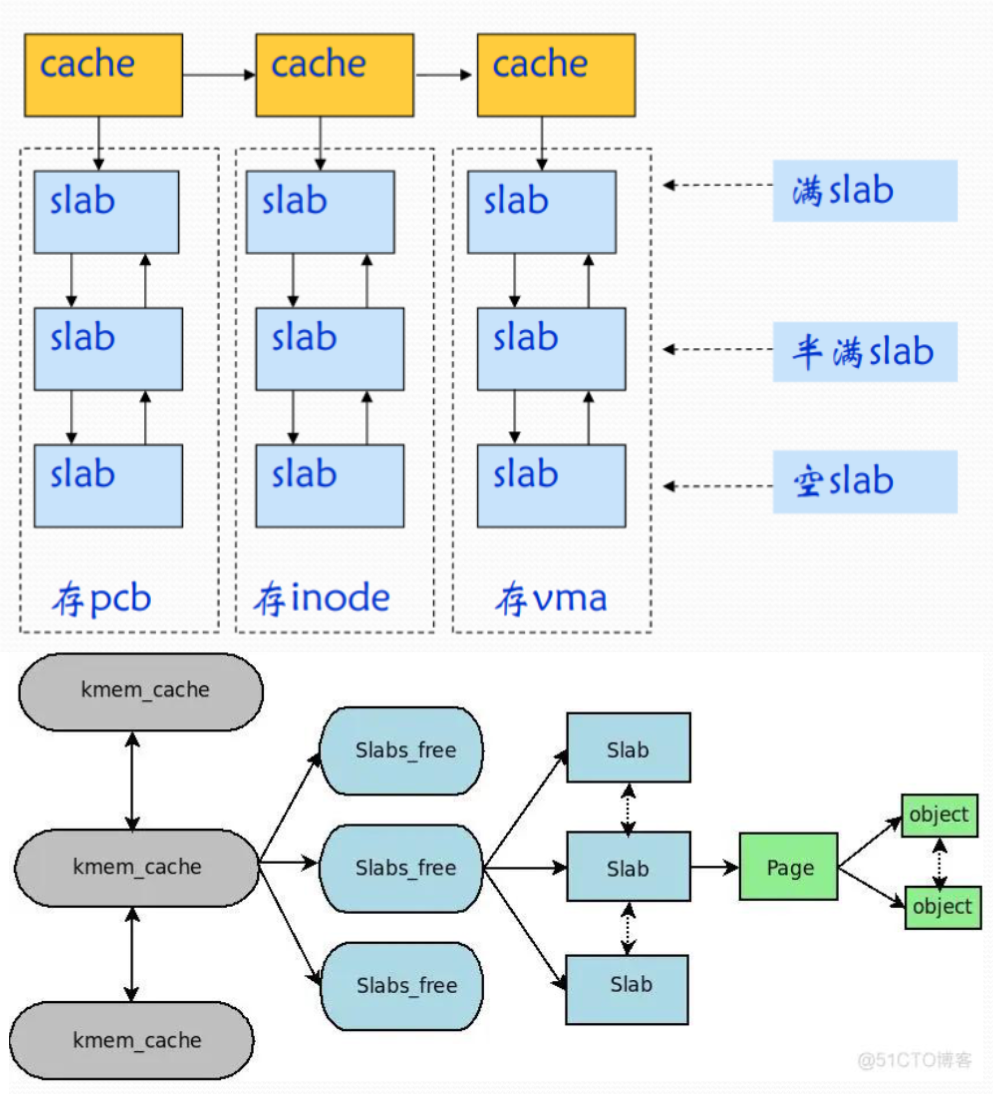 cache
cache
cache
slab
slab
slab
满slab
slab
slab
slab
半满slab
slab
slab
slab
空slab
存pcb
存inode
存vma
kmem_cache
Slabs_free
Slab
object
kmem_cache
Slabs_free
Slab
Page
object
Slabs_free
Slab
kmem_cache
@51CTO博客